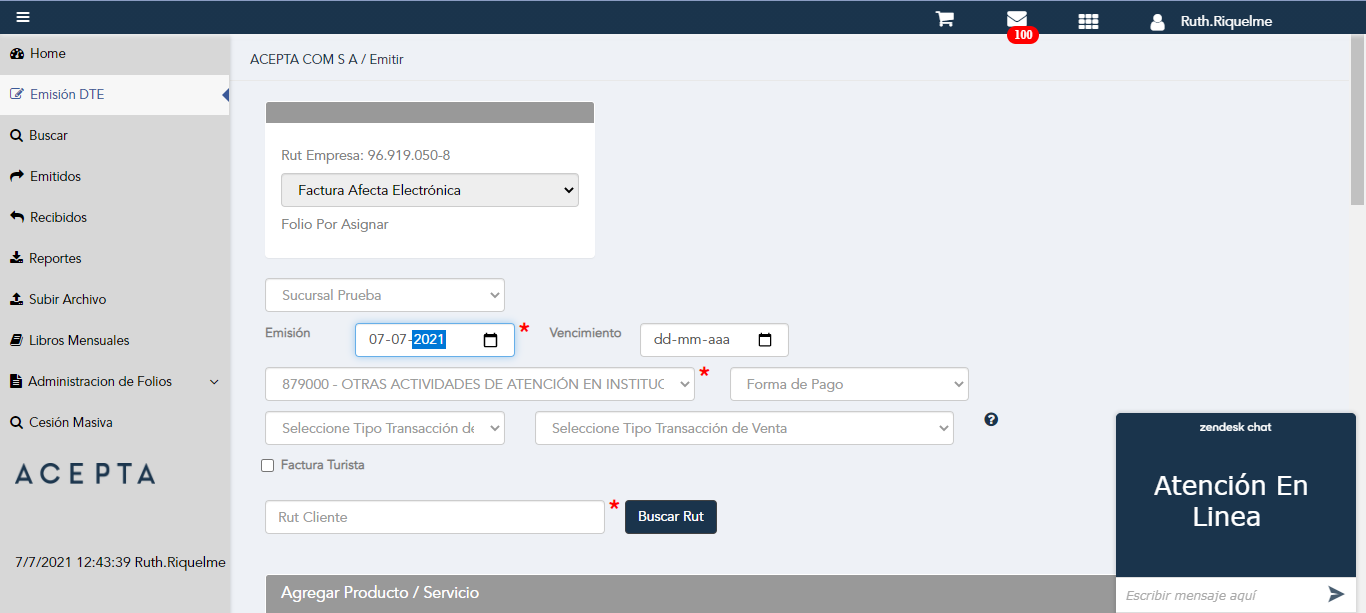 100
Ruth.Riquelme
Home
Emisión DTE
Buscar
Emitidos
Recibidos
Reportes
Subir Archivo
Libros Mensuales
Administracion de Folios
Cesión Masiva
ACEPTA
7/7/2021 12:43:39 Ruth.Riquelme
ACEPTA COM S A / Emitir
Rut Empresa: 96.919.050-8
Factura Afecta Electrónica
Folio Por Asignar
Sucursal Prueba
Emisión 07-07-2021 * Vencimiento dd-mm-aaa
879000 - OTRAS ACTIVIDADES DE ATENCIÓN EN INSTITUC * Forma de Pago
Seleccione Tipo Transacción de Seleccione Tipo Transacción de Venta ?
Factura Turista
Rut Cliente * Buscar Rut
Agregar Producto / Servicio
zendesk chat
Atención En
Linea
Escribir mensaje aquí